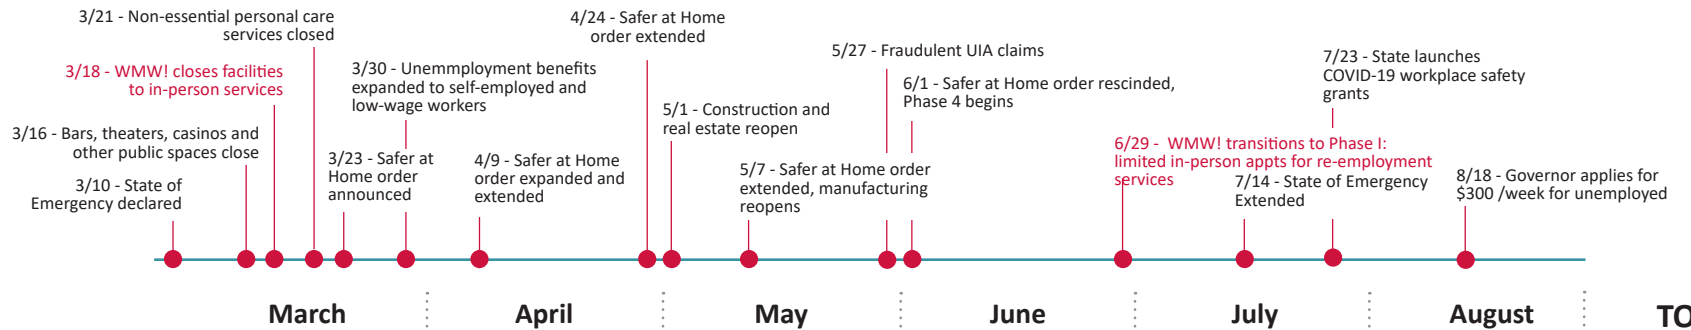 3/21 - Non-essential personal care
services closed
3/18 - WMW! closes facilities
to in-person services
3/16 - Bars, theaters, casinos and
other public spaces close
3/10 - State of
Emergency declared
3/30 - Unemmployment benefits
expanded to self-employed and
low-wage workers
3/23 - Safer at
Home order
announced
4/9 - Safer at Home
order expanded and
extended
4/24 - Safer at Home
order extended
5/1 - Construction and
real estate reopen
5/7 - Safer at Home order
extended, manufacturing
reopens
5/27 - Fraudulent UIA claims
6/1 - Safer at Home order rescinded,
Phase 4 begins
6/29 - WMW! transitions to Phase I:
limited in-person appts for re-employment
services
7/14 - State of Emergency
Extended
7/23 - State launches
COVID-19 workplace safety
grants
8/18 - Governor applies for
$300 /week for unemployed
March
April
May
June
July
August
TO